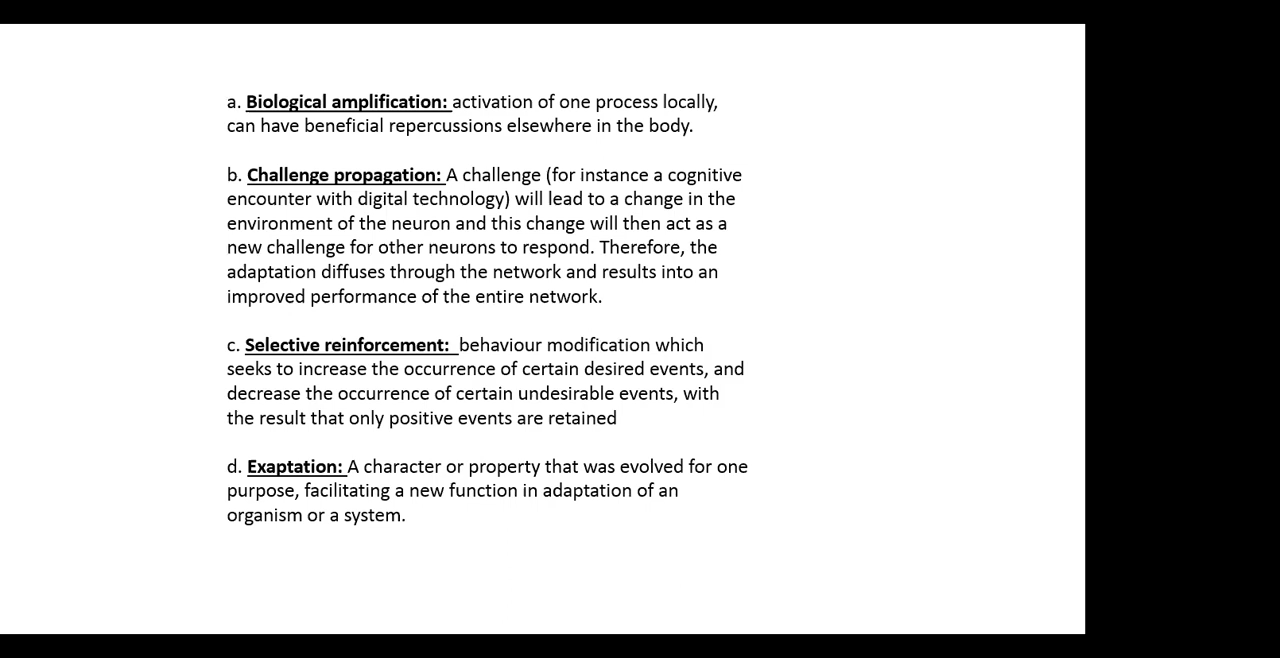 a. Biological amplification: activation of one process locally,
can have beneficial repercussions elsewhere in the body.
b. Challenge propagation: A challenge (for instance a cognitive
encounter with digital technology) will lead to a change in the
environment of the neuron and this change will then act as a
new challenge for other neurons to respond. Therefore, the
adaptation diffuses through the network and results into an
improved performance of the entire network.
c. Selective reinforcement: behaviour modification which
seeks to increase the occurrence of certain desired events, and
decrease the occurrence of certain undesirable events, with
the result that only positive events are retained
d. Exaptation: A character or property that was evolved for one
purpose, facilitating a new function in adaptation of an
organism or a system.